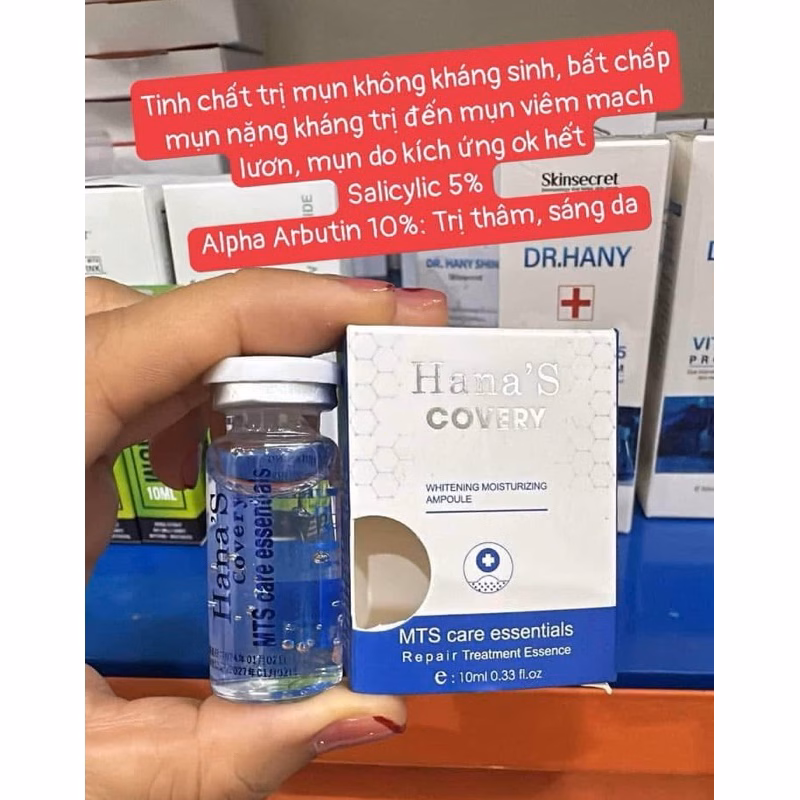 Tinh chất trị mụn không kháng sinh, bất chấp
mụn nặng kháng trị đến mụn viêm mạch
lươn, mụn do kích ứng ok hết
Salicylic 5%
Alpha Arbutin 10%: Trị thâm, sáng da
Skinsecret
DR.HANY
DR. HANY SHIN
10ML
Hana'S
COVERY
WHITENING MOISTURIZING
AMPOULE
MTS care essentials
Repair Treatment Essence
e : 10ml 0.33 fl.oz
Hana'S
Covery
MTS care essentials